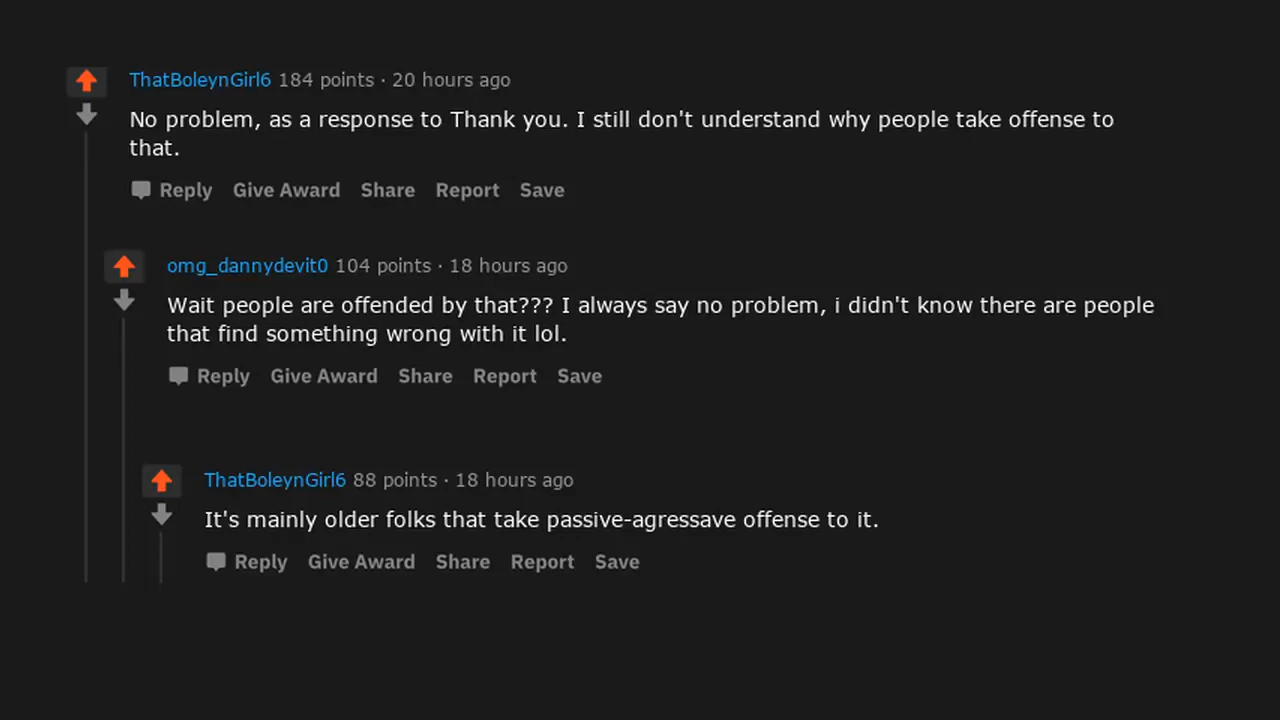 ThatBoleynGirl6 184 points · 20 hours ago
No problem, as a response to Thank you. I still don't understand why people take offense to
that.
Reply Give Award Share Report Save
omg_dannydevit0 104 points · 18 hours ago
Wait people are offended by that??? I always say no problem, i didn't know there are people
that find something wrong with it lol.
Reply Give Award Share Report Save
ThatBoleynGirl6 88 points · 18 hours ago
It's mainly older folks that take passive-agressave offense to it.
Reply Give Award Share Report Save